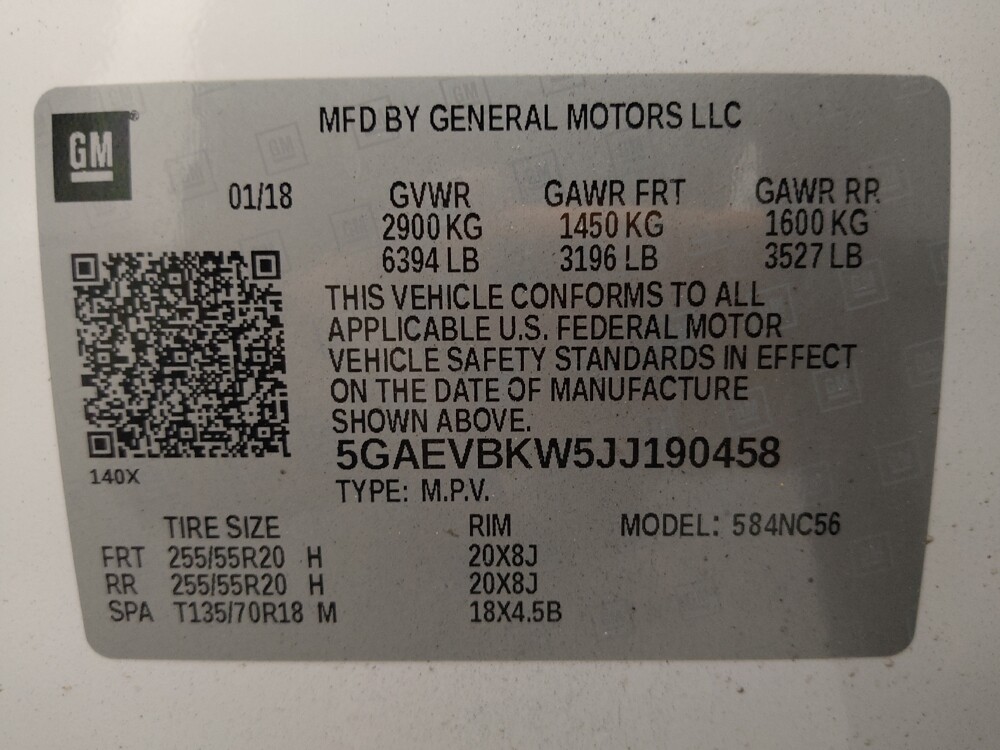 GM
MFD BY GENERAL MOTORS LLC
01/18 GVWR GAWR FRT GAWR RR
2900 KG 1450 KG 1600 KG
6394 LB 3196 LB 3527 LB
THIS VEHICLE CONFORMS TO ALL
APPLICABLE U.S. FEDERAL MOTOR
VEHICLE SAFETY STANDARDS IN EFFECT
ON THE DATE OF MANUFACTURE
SHOWN ABOVE.
5GAEVBKW5JJ190458
140X
TYPE: M.P.V.
TIRE SIZE RIM MODEL: 584NC56
FRT 255/55R20 H 20X8J
RR 255/55R20 H 20X8J
SPA T135/70R18 M 18X4.5B